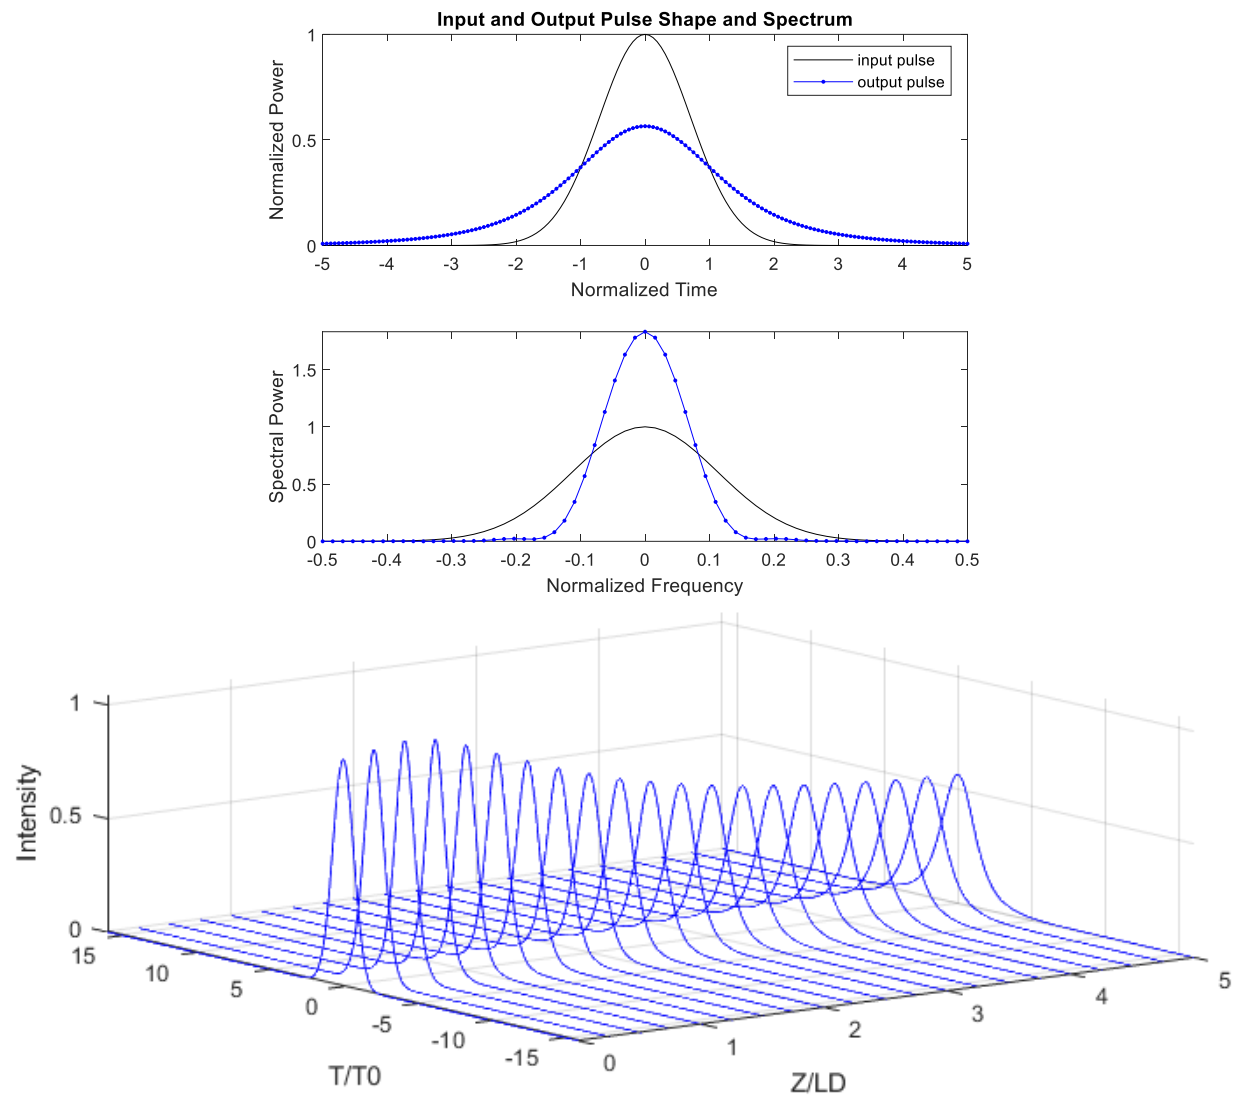 Input and Output Pulse Shape and Spectrum
Normalized Power
1
0.5
0
input pulse
output pulse
-5 -4 -3 -2 -1 0 1 2 3 4 5
Normalized Time
Spectral Power
1.5
1
0.5
0
-0.5 -0.4 -0.3 -0.2 -0.1 0 0.1 0.2 0.3 0.4 0.5
Normalized Frequency
Intensity
1
0.5
0
15 10 5 0 -5 -10 -15
T/T0
0 1 2 3 4 5
Z/LD